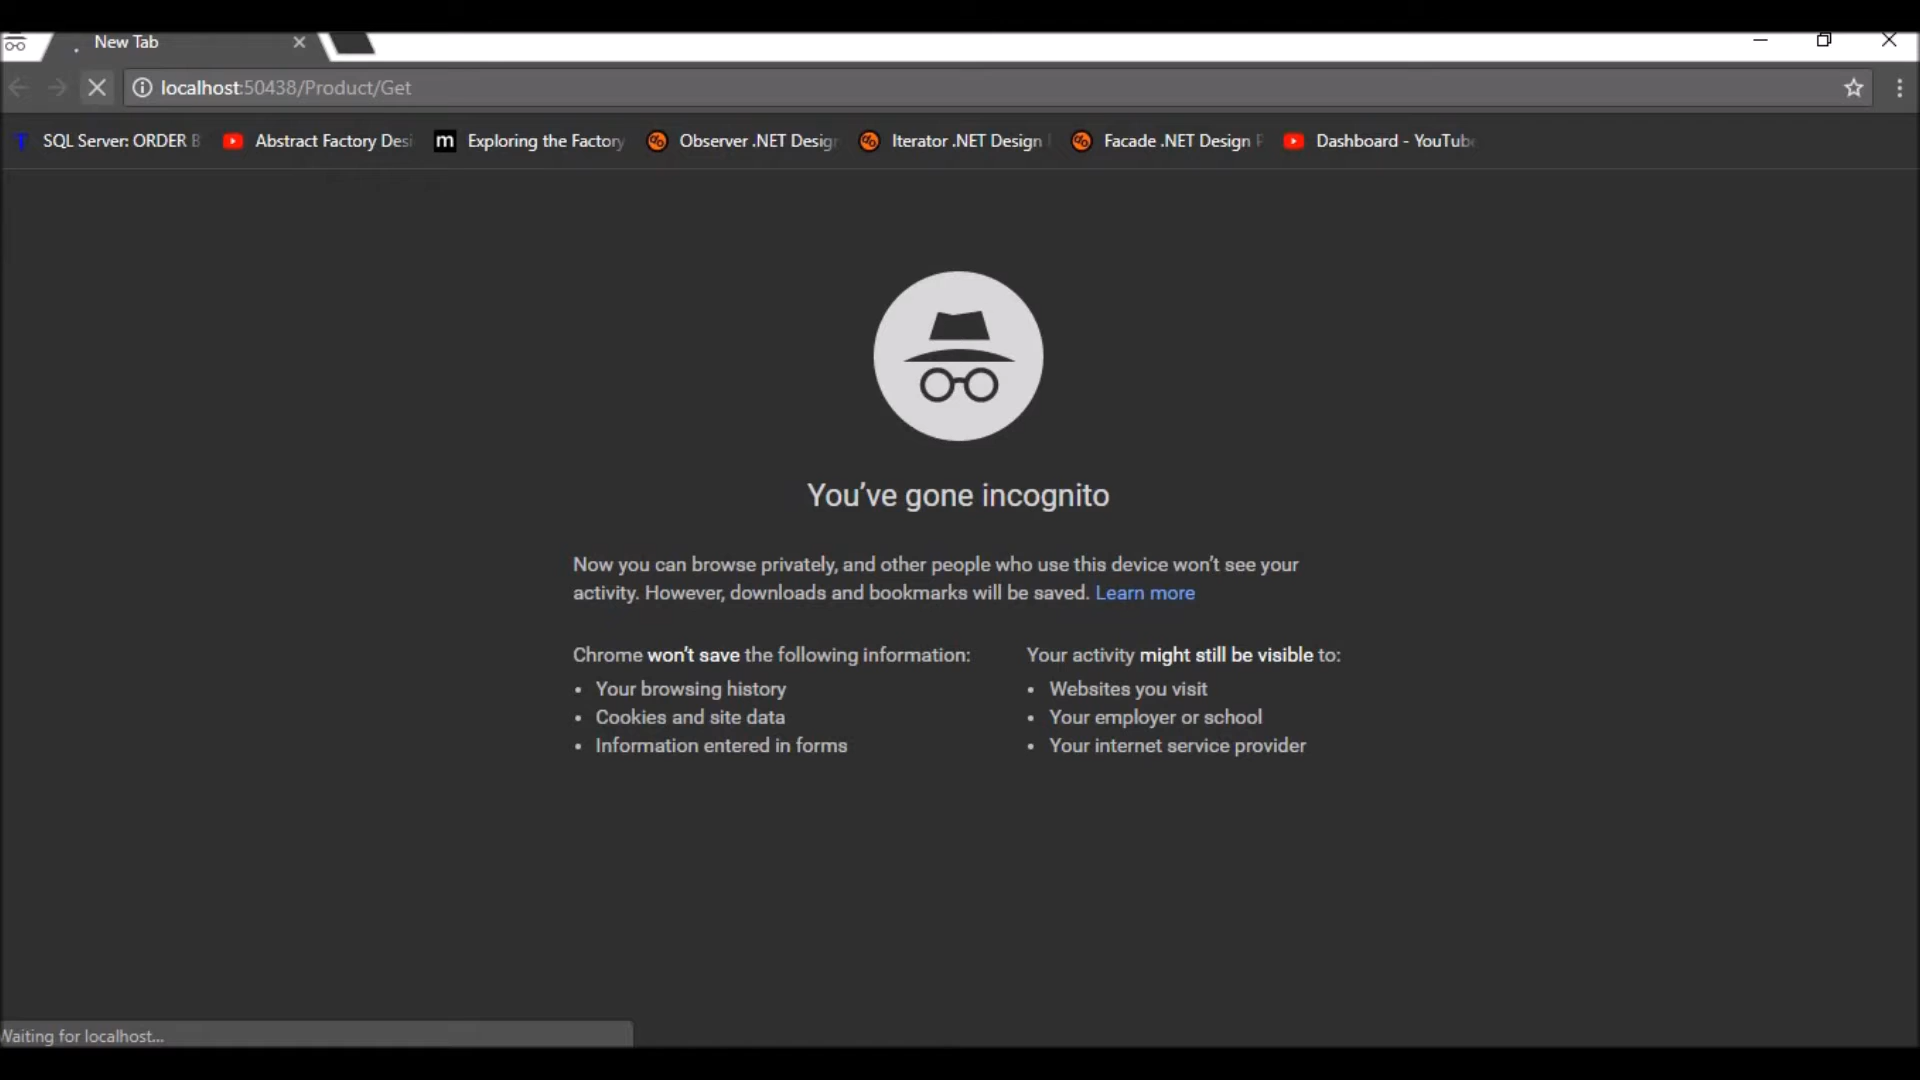 New Tab
localhost:50438/Product/Get
SQL Server: ORDER B Abstract Factory Desi m Exploring the Factory Observer .NET Design Iterator .NET Design Facade .NET Design P Dashboard - YouTube
You've gone incognito
Now you can browse privately, and other people who use this device won't see your
activity. However, downloads and bookmarks will be saved. Learn more
Chrome won't save the following information:
• Your browsing history
• Cookies and site data
• Information entered in forms
Your activity might still be visible to:
• Websites you visit
• Your employer or school
• Your internet service provider
Waiting for localhost...